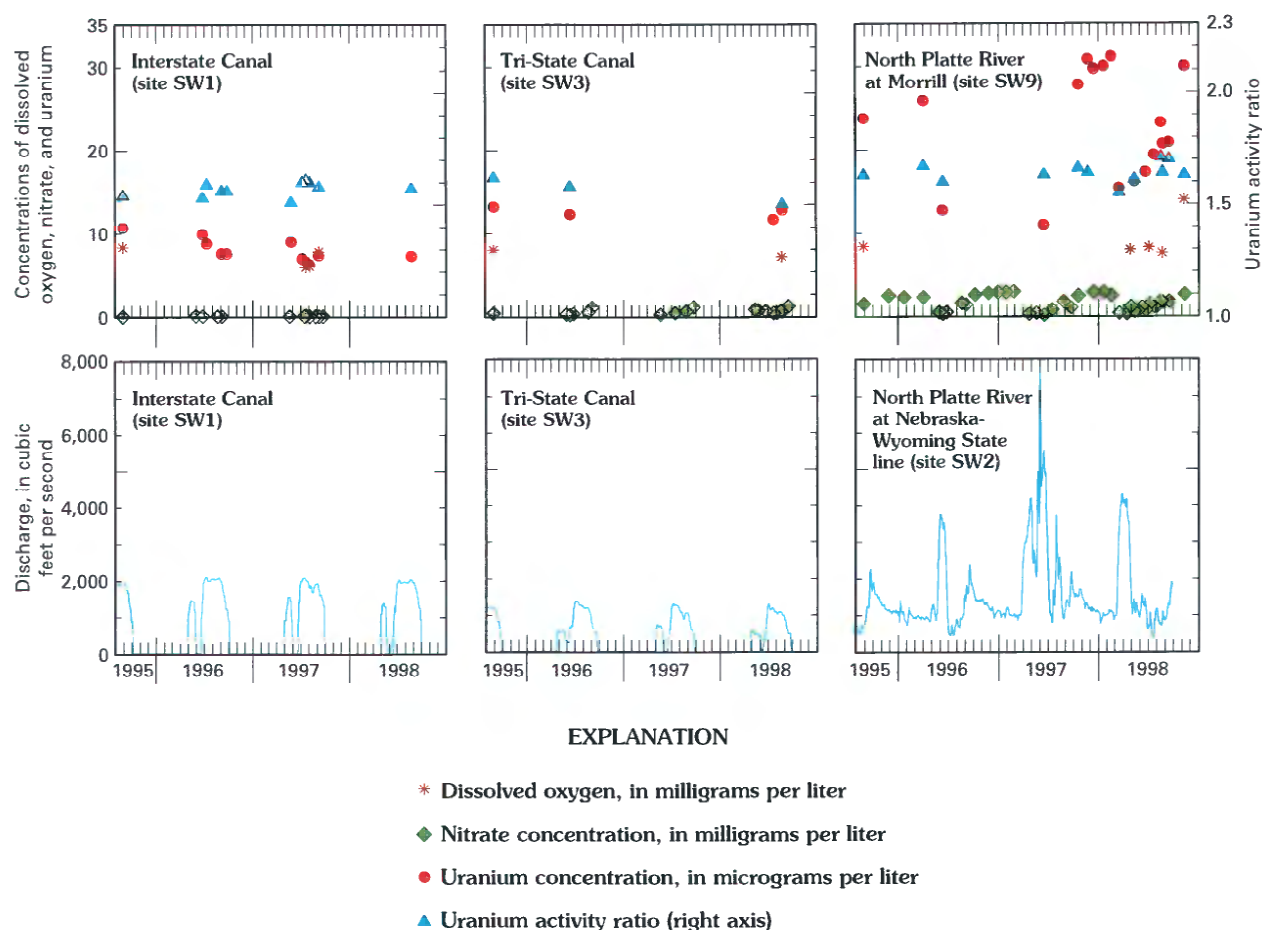 Concentrations of dissolved
oxygen, nitrate, and uranium
35
30
20
10
0
Interstate Canal
(site SW1)
Tri-State Canal
(site SW3)
North Platte River
at Morrill (site SW9)
2.3
2.0
1.5
1.0
Uranium activity ratio
Discharge, in cubic
feet per second
8,000
6,000
4,000
2,000
0
Interstate Canal
(site SW1)
Tri-State Canal
(site SW3)
North Platte River
at Nebraska-
Wyoming State
line (site SW2)
1995 1996 1997 1998
1995 1996 1997 1998
1995 1996 1997 1998
EXPLANATION
Dissolved oxygen, in milligrams per liter
Nitrate concentration, in milligrams per liter
Uranium concentration, in micrograms per liter
Uranium activity ratio (right axis)